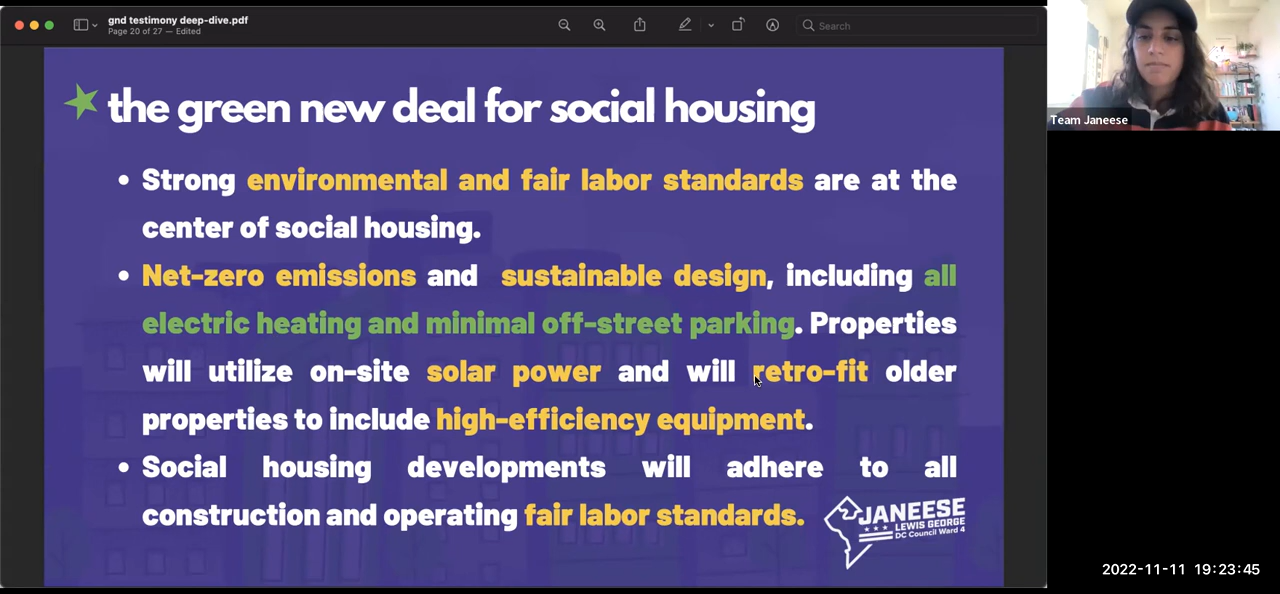 gnd testimony deep-dive.pdf
Page 20 of 27 — Edited
Search
Team Janeese
the green new deal for social housing
• Strong environmental and fair labor standards are at the
center of social housing.
• Net-zero emissions and sustainable design, including all
electric heating and minimal off-street parking. Properties
will utilize on-site solar power and will retro-fit older
properties to include high-efficiency equipment.
• Social housing developments will adhere to all
construction and operating fair labor standards.
JANEESE
LEWIS GEORGE
DC Council Ward 4
2022-11-11 19:23:45